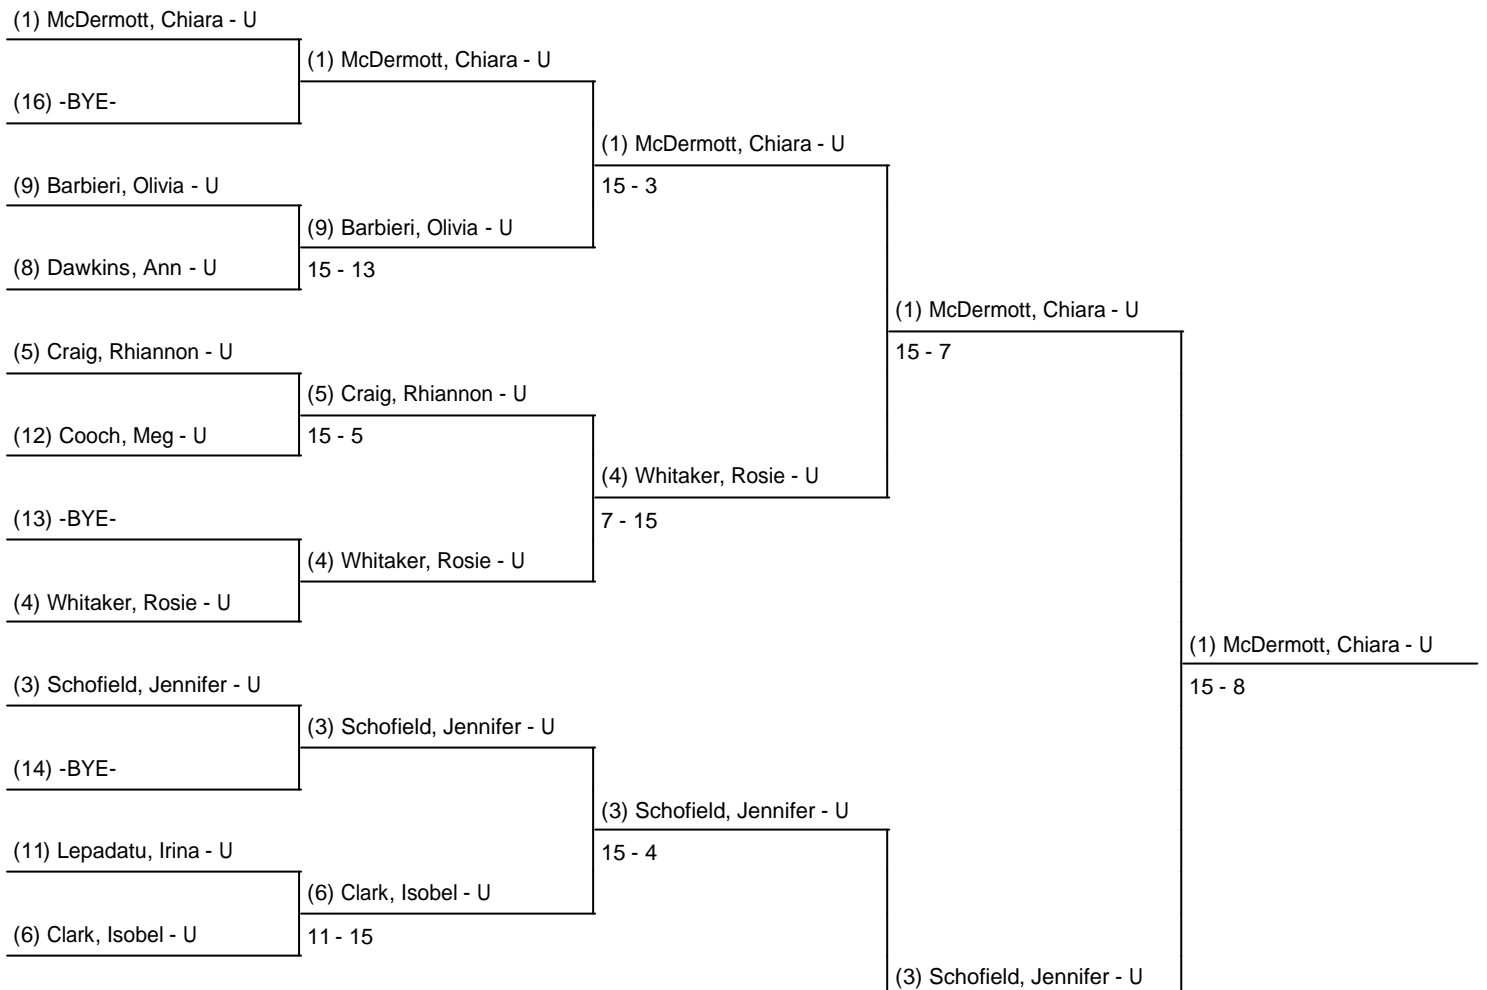 (1) McDermott, Chiara - U
(1) McDermott, Chiara - U
(16) -BYE-
(1) McDermott, Chiara - U
15 - 3
(9) Barbieri, Olivia - U
(9) Barbieri, Olivia - U
15 - 13
(8) Dawkins, Ann - U
(1) McDermott, Chiara - U
15 - 7
(5) Craig, Rhiannon - U
(5) Craig, Rhiannon - U
15 - 5
(12) Cooch, Meg - U
(4) Whitaker, Rosie - U
7 - 15
(13) -BYE-
(4) Whitaker, Rosie - U
(4) Whitaker, Rosie - U
(1) McDermott, Chiara - U
15 - 8
(3) Schofield, Jennifer - U
(3) Schofield, Jennifer - U
(14) -BYE-
(3) Schofield, Jennifer - U
15 - 4
(11) Lepadatu, Irina - U
(6) Clark, Isobel - U
11 - 15
(6) Clark, Isobel - U
(3) Schofield, Jennifer - U